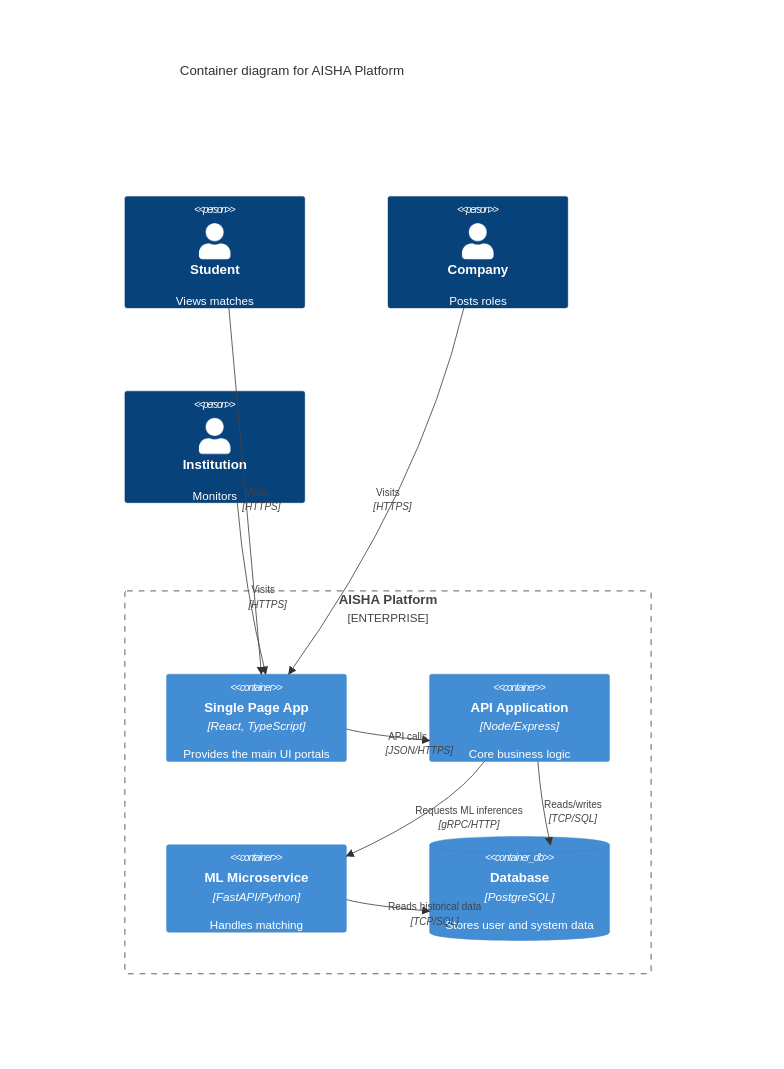 Container diagram for AISHA Platform
<<person>>
Student
Views matches
<<person>>
Company
Posts roles
<<person>>
Institution
Monitors
Visits
[HTTPS]
Visits
[HTTPS]
Visits
[HTTPS]
AISHA Platform
[ENTERPRISE]
<<container>>
Single Page App
[React, TypeScript]
Provides the main UI portals
API calls
[JSON/HTTPS]
<<container>>
API Application
[Node/Express]
Core business logic
Requests ML inferences
[gRPC/HTTP]
Reads/writes
[TCP/SQL]
<<container>>
ML Microservice
[FastAPI/Python]
Handles matching
Reads historical data
[TCP/SQL]
<<container_db>>
Database
[PostgreSQL]
Stores user and system data